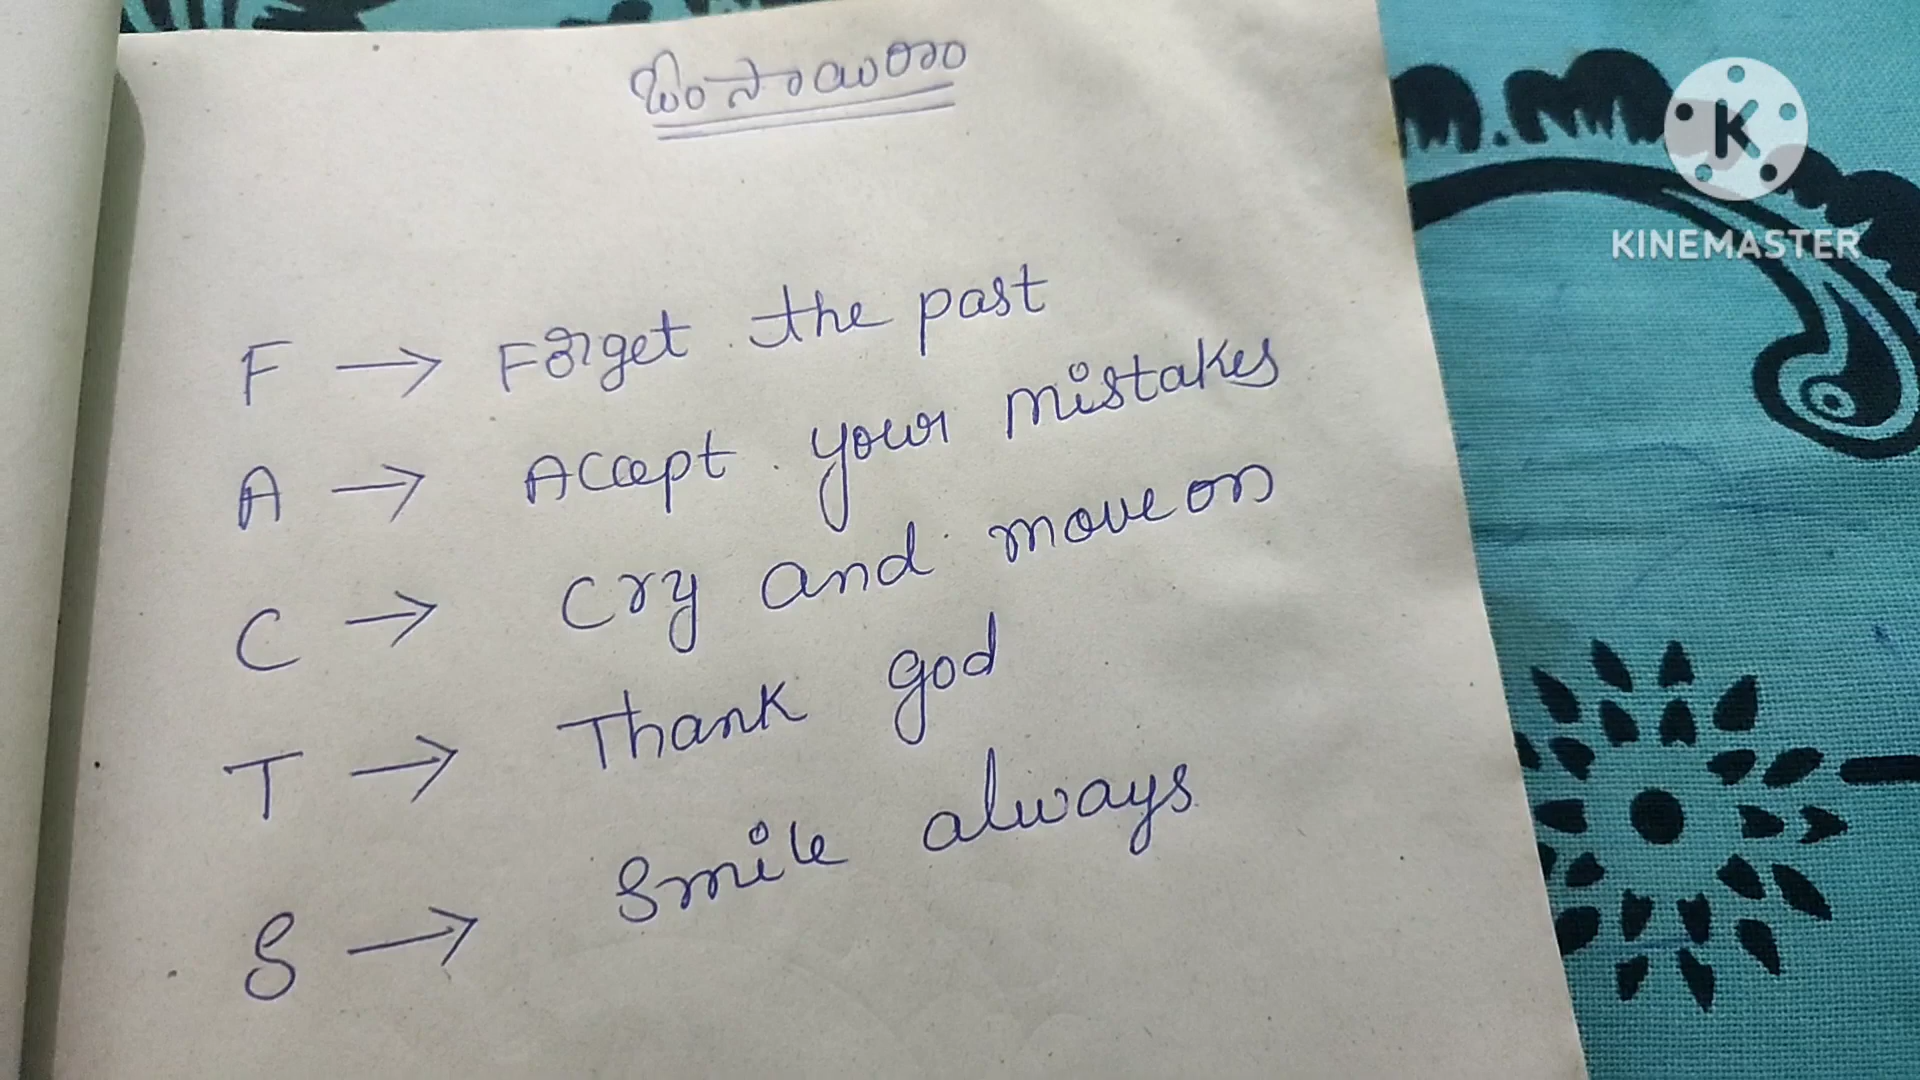 ఓం సాయిరాం
F → Forget the past
A → Accept your mistakes
C → Cry and move on
T → Thank god
S → Smile always
KINEMASTER